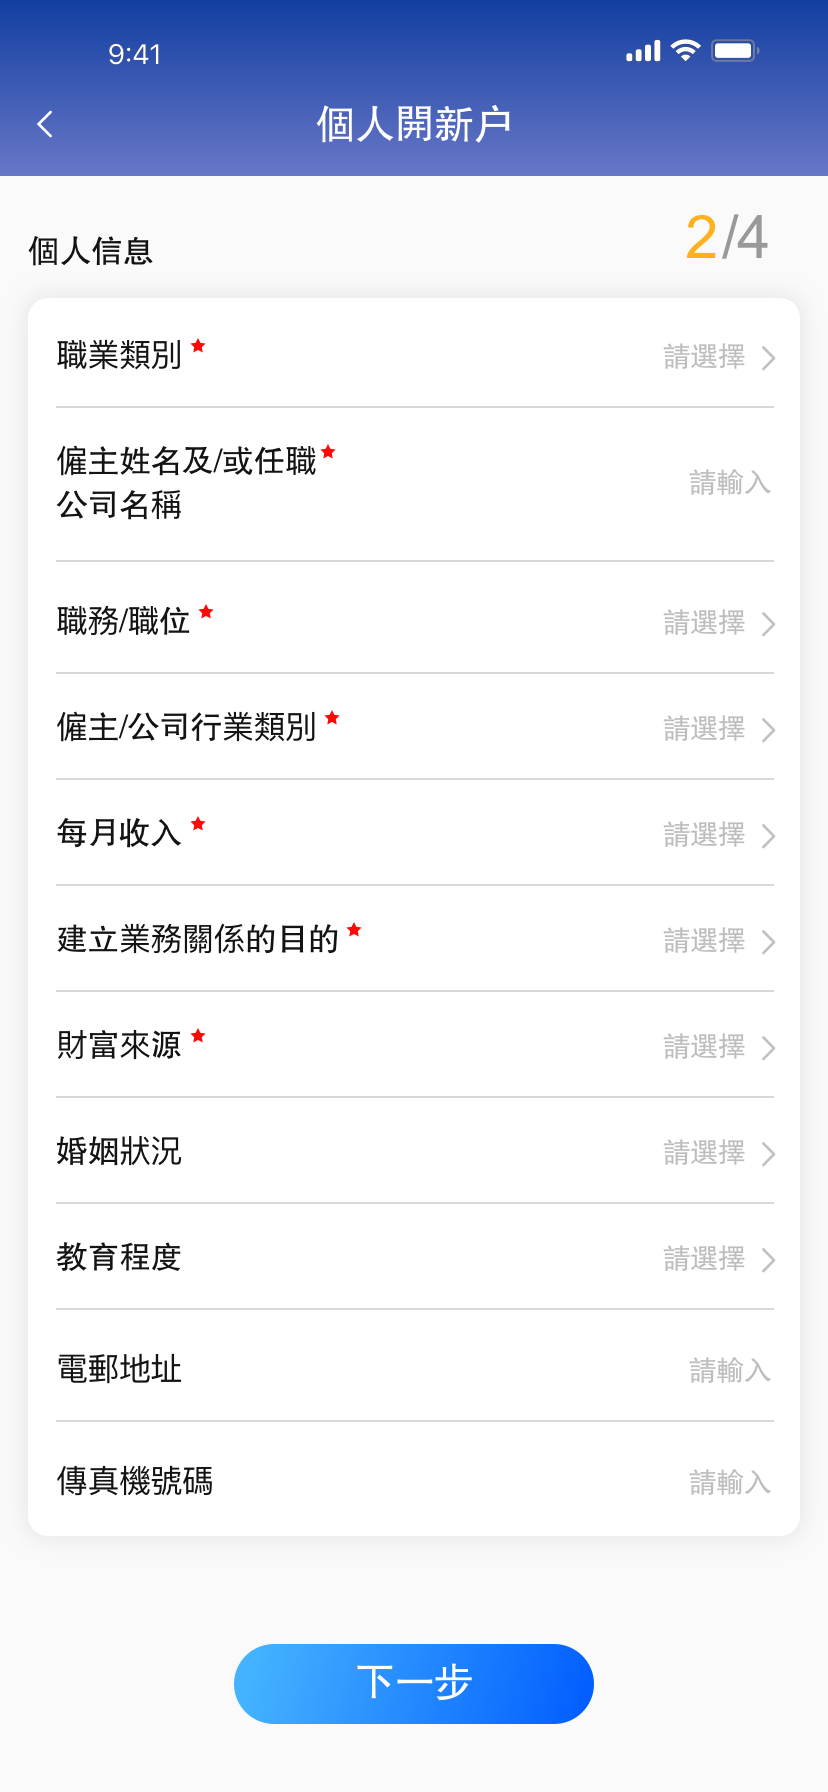 9:41
個人開新户
個人信息
2/4
職業類別 ★
請選擇
僱主姓名及/或任職★
公司名稱
請輸入
職務/職位 ★
請選擇
僱主/公司行業類別 ★
請選擇
每月收入 ★
請選擇
建立業務關係的目的 ★
請選擇
財富來源 ★
請選擇
婚姻狀況
請選擇
教育程度
請選擇
電郵地址
請輸入
傳真機號碼
請輸入
下一步